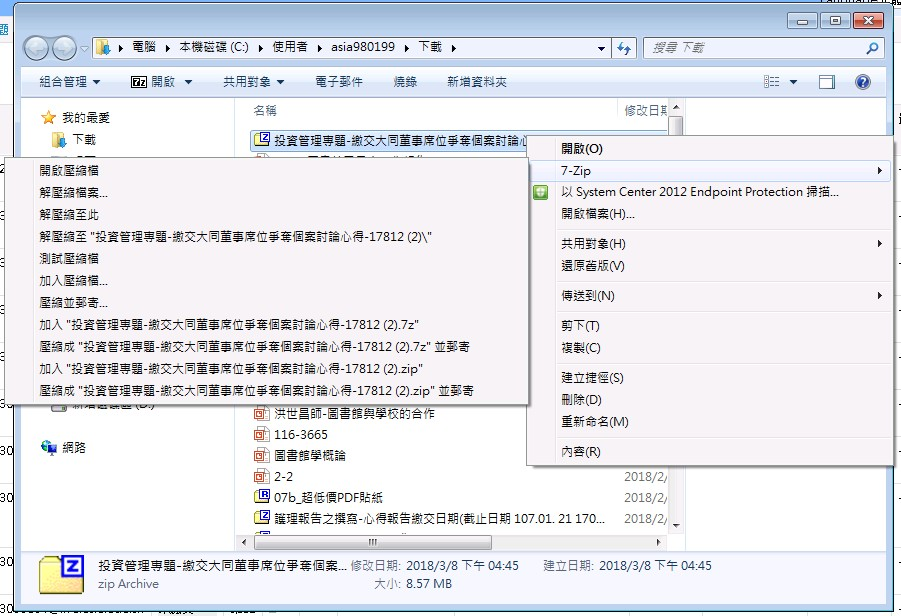 電腦 ▸ 本機磁碟 (C:) ▸ 使用者 ▸ asia980199 ▸ 下載 ▸
搜尋 下載
組合管理 開啟 共用對象 電子郵件 燒錄 新增資料夾
我的最愛
下載
名稱 修改日期
投資管理專題-繳交大同董事席位爭奪個案討論心
開啟(O)
7-Zip
以 System Center 2012 Endpoint Protection 掃描...
開啟檔案(H)...
共用對象(H)
還原舊版(V)
傳送到(N)
剪下(T)
複製(C)
建立捷徑(S)
刪除(D)
重新命名(M)
內容(R)
開啟壓縮檔
解壓縮檔案...
解壓縮至此
解壓縮至 "投資管理專題-繳交大同董事席位爭奪個案討論心得-17812 (2)\"
測試壓縮檔
加入壓縮檔...
壓縮並郵寄...
加入 "投資管理專題-繳交大同董事席位爭奪個案討論心得-17812 (2).7z"
壓縮成 "投資管理專題-繳交大同董事席位爭奪個案討論心得-17812 (2).7z" 並郵寄
加入 "投資管理專題-繳交大同董事席位爭奪個案討論心得-17812 (2).zip"
壓縮成 "投資管理專題-繳交大同董事席位爭奪個案討論心得-17812 (2).zip" 並郵寄
網路
洪世昌師-圖書館與學校的合作
116-3665
圖書館學概論
2-2 2018/2/
07b_超低價PDF貼紙 2018/2/
護理報告之撰寫-心得報告繳交日期(截止日期 107.01. 21 170... 2018/2/
投資管理專題-繳交大同董事席位爭奪個案... 修改日期: 2018/3/8 下午 04:45 建立日期: 2018/3/8 下午 04:45
zip Archive 大小: 8.57 MB